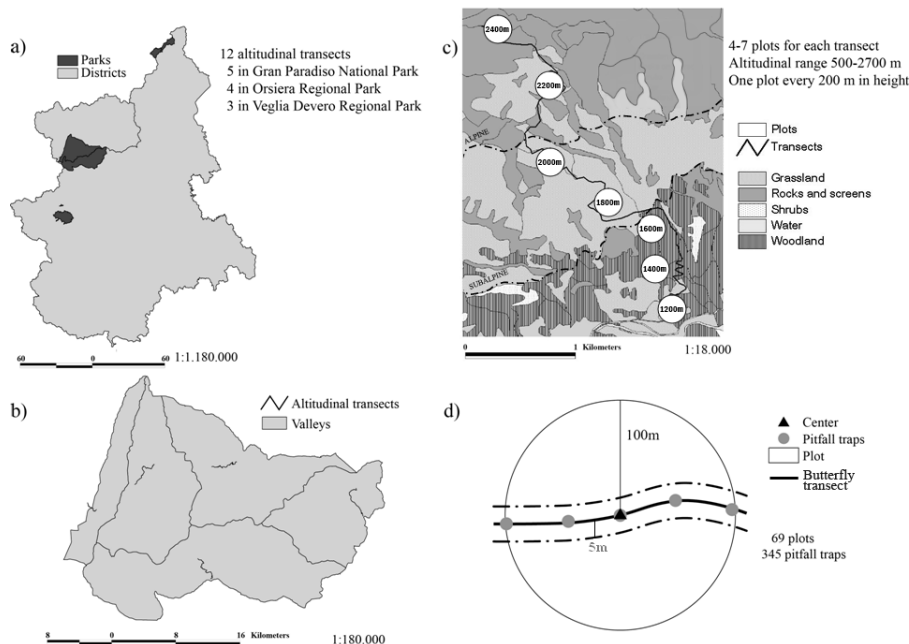 a)
Parks
Districts
12 altitudinal transects
5 in Gran Paradiso National Park
4 in Orsiera Regional Park
3 in Veglia Devero Regional Park
60 0 60
1:1.180.000
b)
Altitudinal transects
Valleys
8 0 8 16 Kilometers
1:180.000
c)
2400m
2200m
ALPINE
2000m
1800m
1600m
1400m
SUBALPINE
1200m
0 1 Kilometers
1:18.000
4-7 plots for each transect
Altitudinal range 500-2700 m
One plot every 200 m in height
Plots
Transects
Grassland
Rocks and screens
Shrubs
Water
Woodland
d)
100m
5m
Center
Pitfall traps
Plot
Butterfly
transect
69 plots
345 pitfall traps